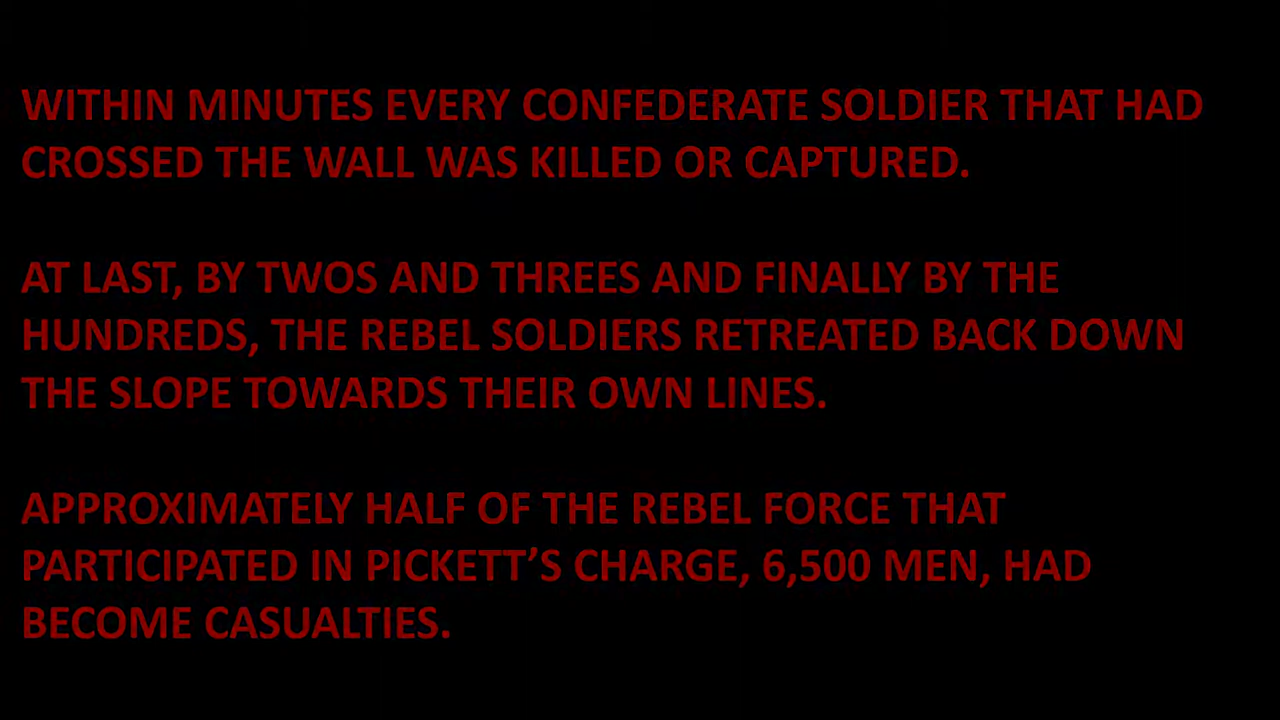 WITHIN MINUTES EVERY CONFEDERATE SOLDIER THAT HAD
CROSSED THE WALL WAS KILLED OR CAPTURED.
AT LAST, BY TWOS AND THREES AND FINALLY BY THE
HUNDREDS, THE REBEL SOLDIERS RETREATED BACK DOWN
THE SLOPE TOWARDS THEIR OWN LINES.
APPROXIMATELY HALF OF THE REBEL FORCE THAT
PARTICIPATED IN PICKETT’S CHARGE, 6,500 MEN, HAD
BECOME CASUALTIES.